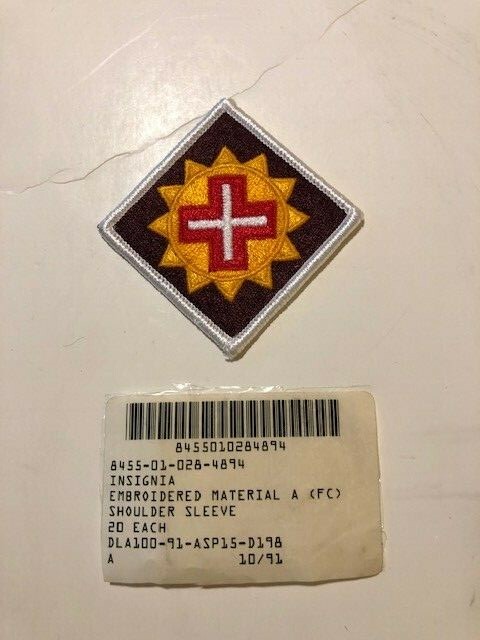 8455010284894
8455-01-028-4894
INSIGNIA
EMBROIDERED MATERIAL A (FC)
SHOULDER SLEEVE
20 EACH
DLA100-91-ASP15-D198
A 10/91